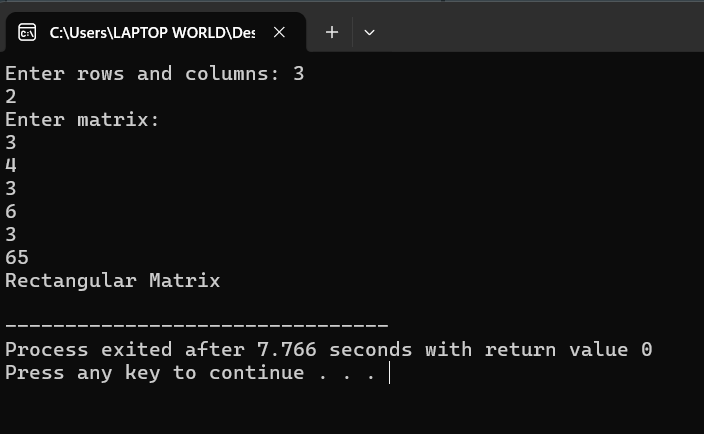 C:\Users\LAPTOP WORLD\Des
Enter rows and columns: 3
2
Enter matrix:
3
4
3
6
3
65
Rectangular Matrix
--------------------------------
Process exited after 7.766 seconds with return value 0
Press any key to continue . . .